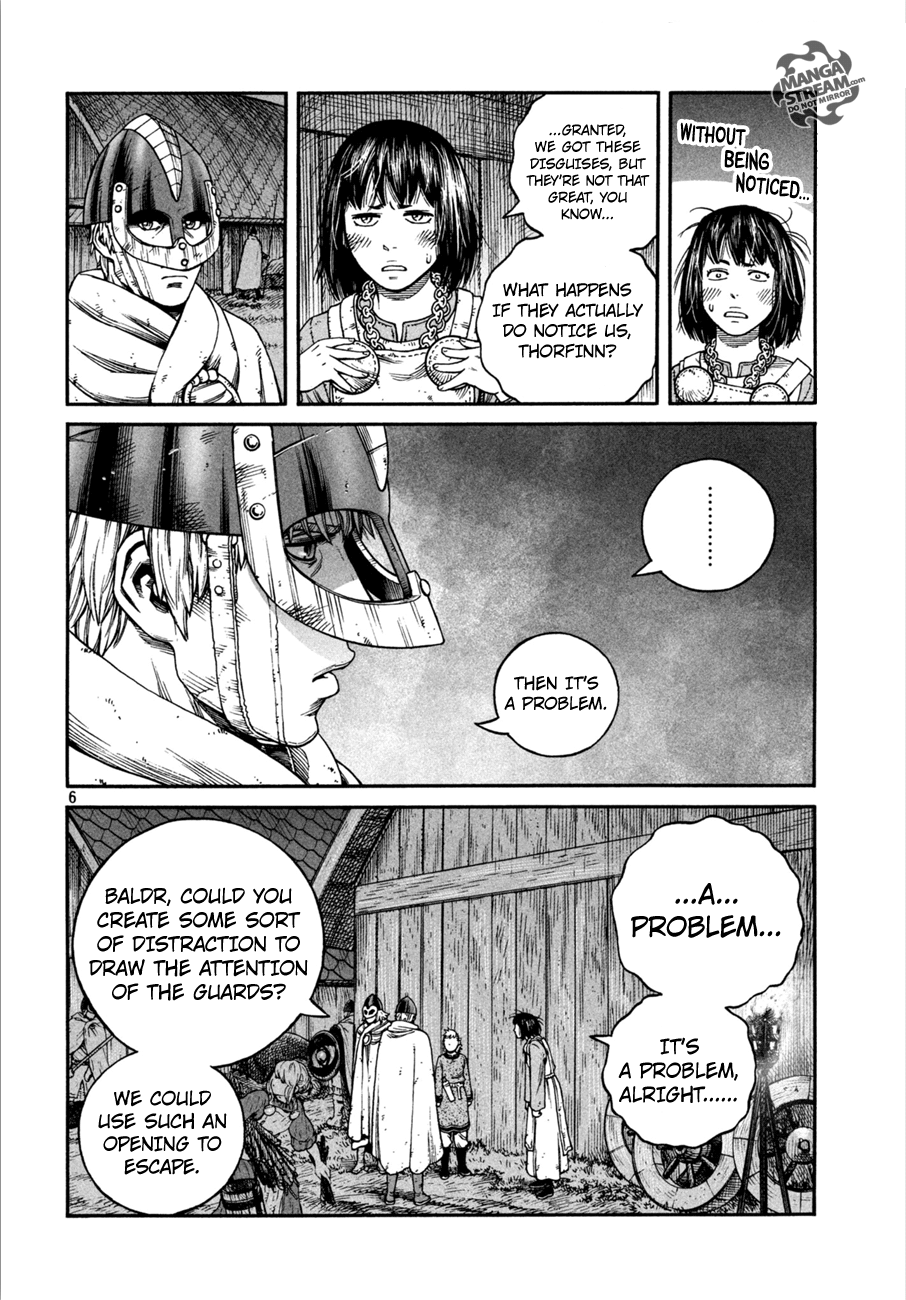 MANGA
STREAM.com
DO NOT MIRROR
WITHOUT
BEING
NOTICED...
...GRANTED,
WE GOT THESE
DISGUISES, BUT
THEY'RE NOT THAT
GREAT, YOU
KNOW...
WHAT HAPPENS
IF THEY ACTUALLY
DO NOTICE US,
THORFINN?
..........
THEN IT'S
A PROBLEM.
6
...A...
PROBLEM...
IT'S
A PROBLEM,
ALRIGHT......
BALDR, COULD YOU
CREATE SOME SORT
OF DISTRACTION TO
DRAW THE ATTENTION
OF THE GUARDS?
WE COULD
USE SUCH AN
OPENING TO
ESCAPE.